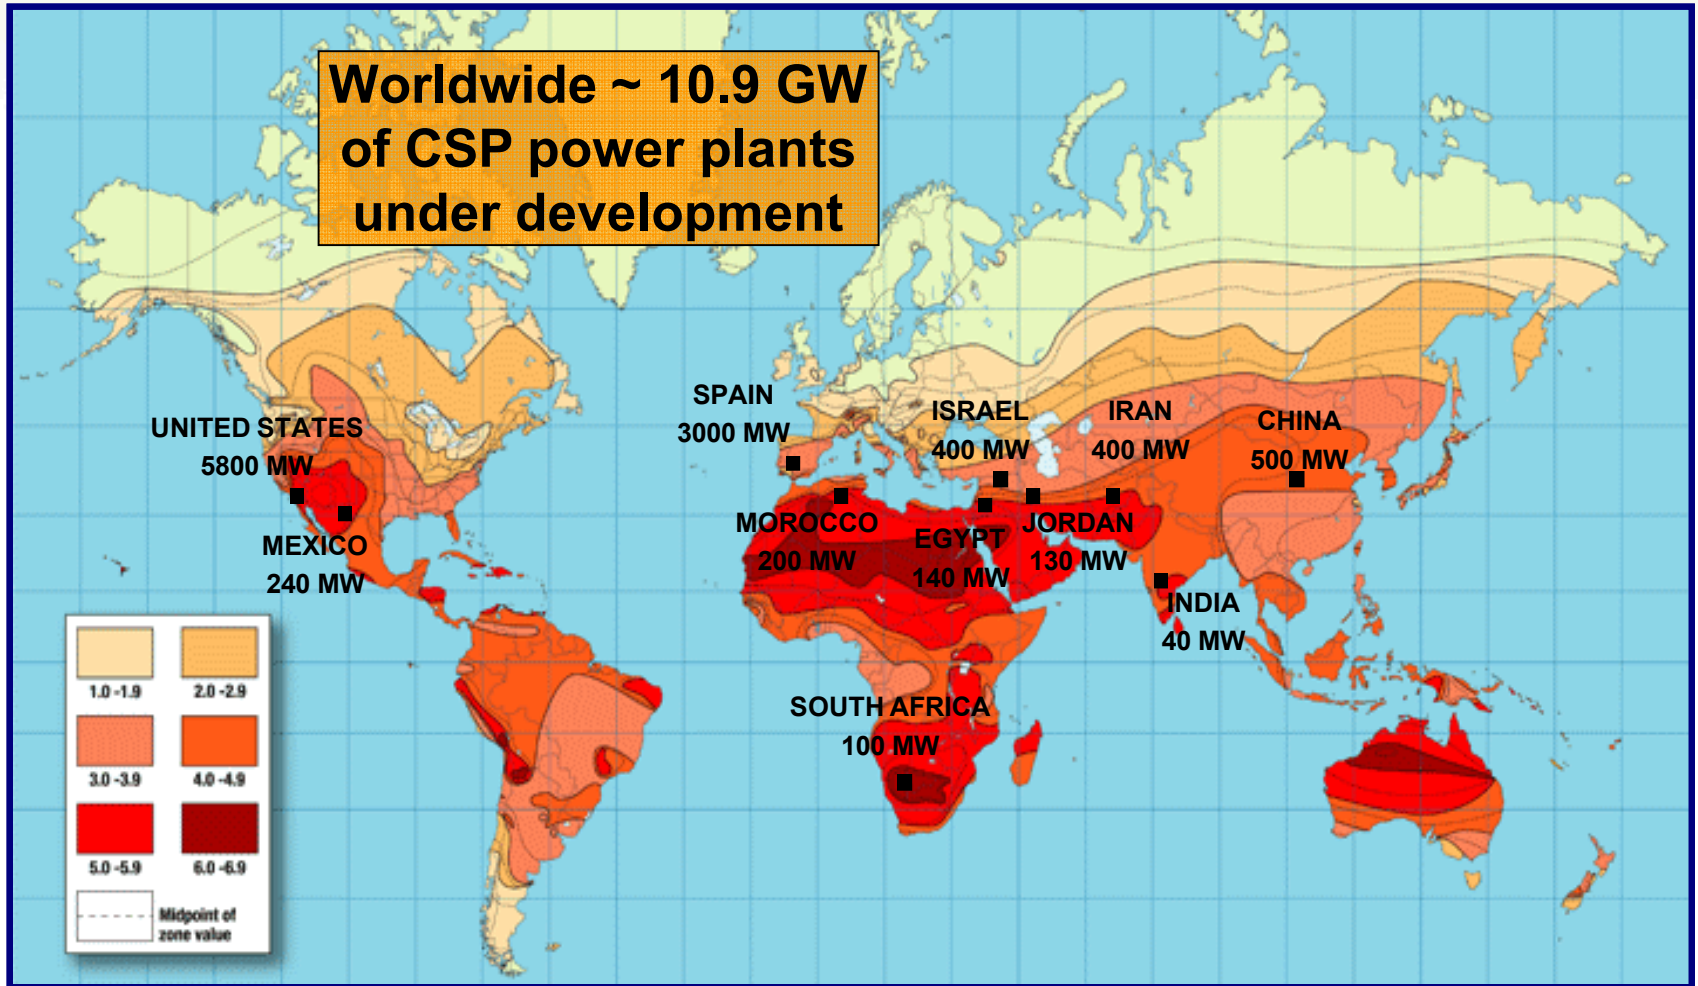 Worldwide ~ 10.9 GW
of CSP power plants
under development
SPAIN
3000 MW
ISRAEL
400 MW
IRAN
400 MW
CHINA
500 MW
UNITED STATES
5800 MW
MEXICO
240 MW
MOROCCO
200 MW
EGYPT
140 MW
JORDAN
130 MW
INDIA
40 MW
SOUTH AFRICA
100 MW
1.0 -1.9
2.0 -2.9
3.0 -3.9
4.0 -4.9
5.0 -5.9
6.0 -6.9
Midpoint of
zone value